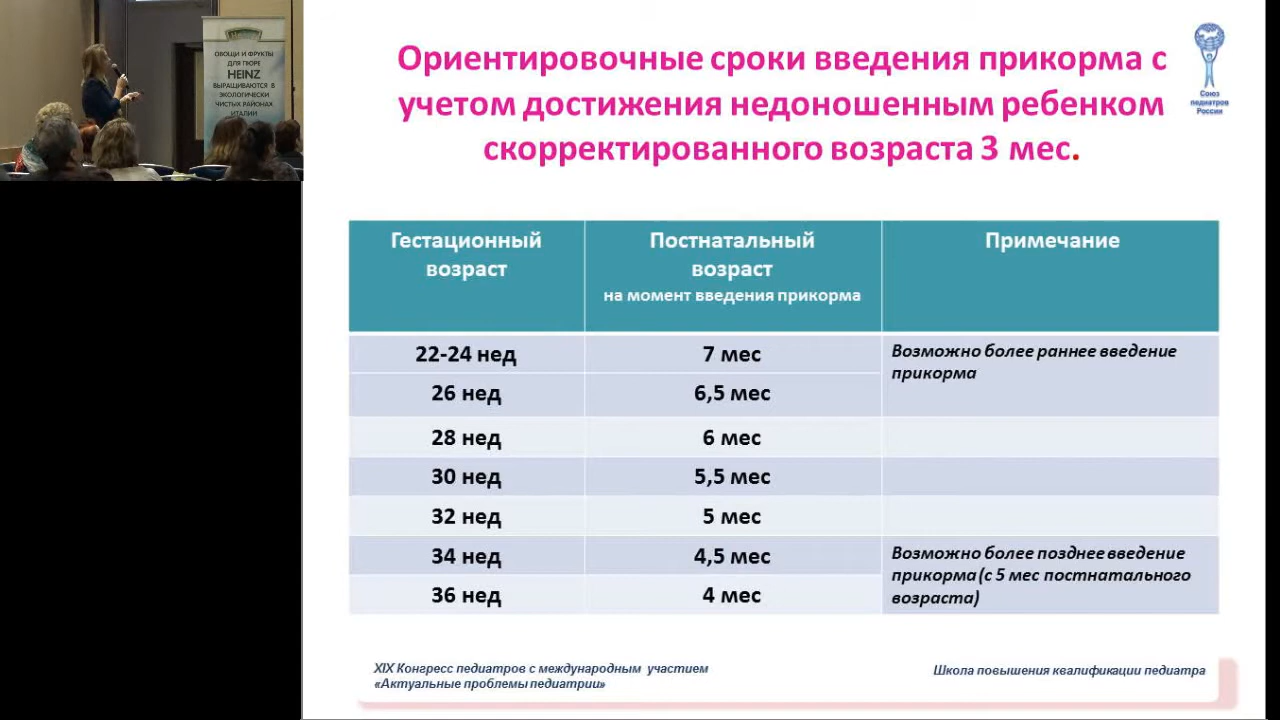 ОВОЩИ И ФРУКТЫ
ДЛЯ ПЮРЕ
HEINZ
ВЫРАЩИВАЮТСЯ В
ЭКОЛОГИЧЕСКИ
ЧИСТЫХ РАЙОНАХ
ИТАЛИИ
Ориентировочные сроки введения прикорма с
учетом достижения недоношенным ребенком
скорректированного возраста 3 мес.
Союз
педиатров
России
Гестационный
возраст
Постнатальный
возраст
на момент введения прикорма
Примечание
22-24 нед
7 мес
Возможно более раннее введение
прикорма
26 нед
6,5 мес
28 нед
6 мес
30 нед
5,5 мес
32 нед
5 мес
34 нед
4,5 мес
Возможно более позднее введение
прикорма (с 5 мес постнатального
возраста)
36 нед
4 мес
XIX Конгресс педиатров с международным участием
«Актуальные проблемы педиатрии»
Школа повышения квалификации педиатра